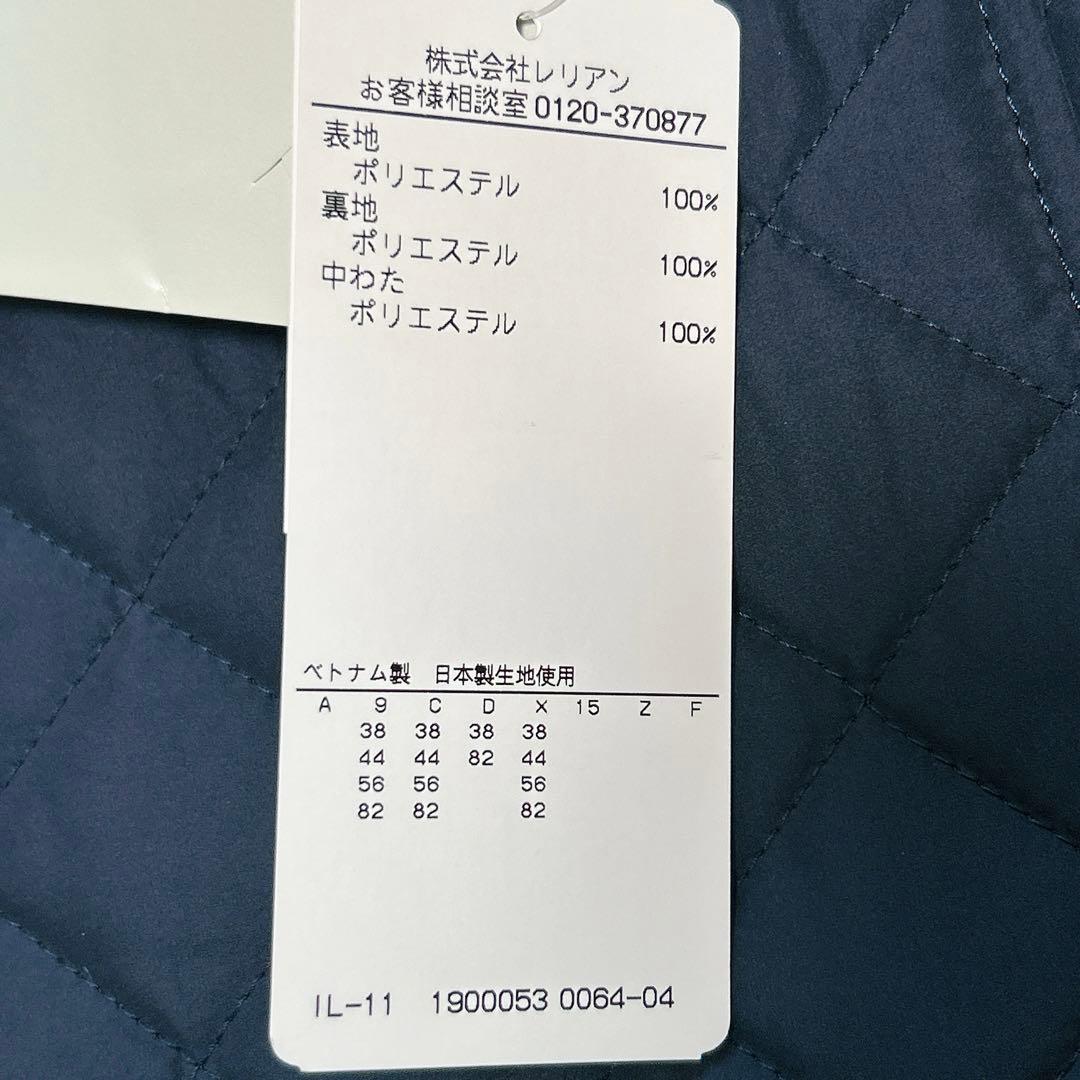 株式会社レリアン
お客様相談室 0120-370877
表地
ポリエステル 100%
裏地
ポリエステル 100%
中わた
ポリエステル 100%
ベトナム製 日本製生地使用
A 9 C D X 15 Z F
38 38 38 38
44 44 82 44
56 56 56
82 82 82
IL-11 1900053 0064-04